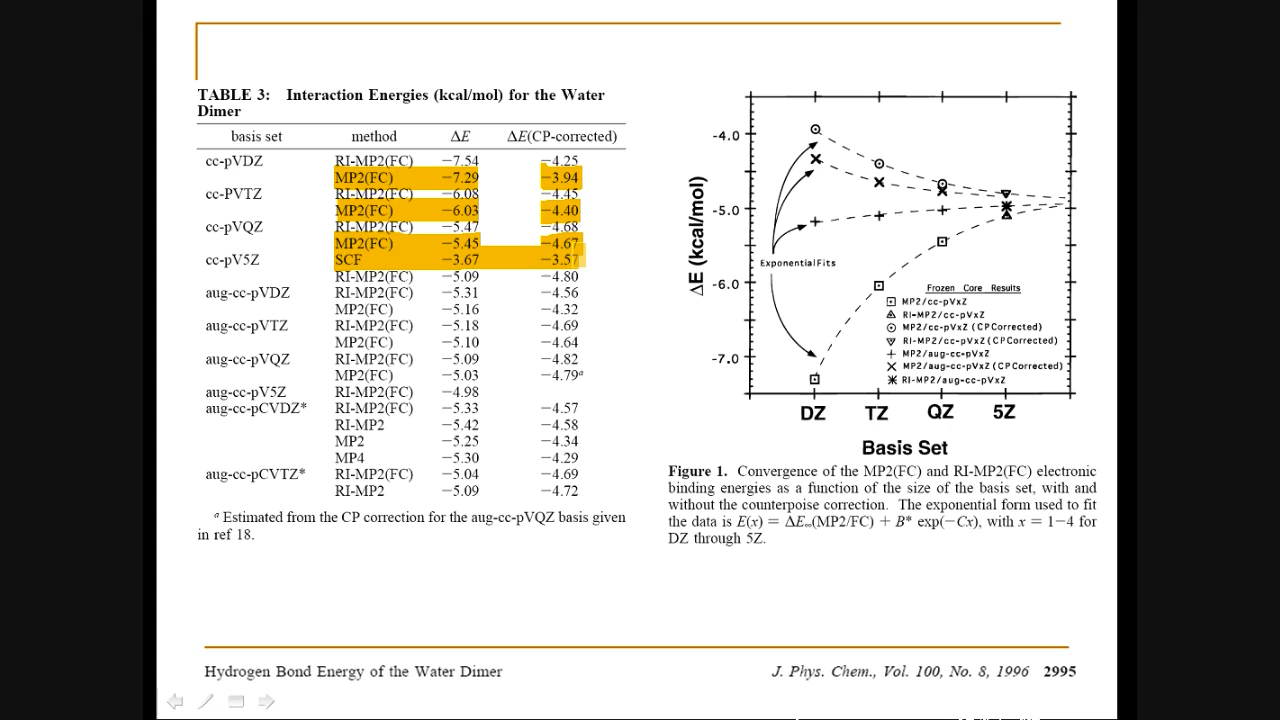 TABLE 3: Interaction Energies (kcal/mol) for the Water
Dimer
basis set method ΔE ΔE(CP-corrected)
cc-pVDZ RI-MP2(FC) −7.54 −4.25
MP2(FC) −7.29 −3.94
cc-PVTZ RI-MP2(FC) −6.08 −4.45
MP2(FC) −6.03 −4.40
cc-pVQZ RI-MP2(FC) −5.47 −4.68
MP2(FC) −5.45 −4.67
cc-pV5Z SCF −3.67 −3.57
RI-MP2(FC) −5.09 −4.80
aug-cc-pVDZ RI-MP2(FC) −5.31 −4.56
MP2(FC) −5.16 −4.32
aug-cc-pVTZ RI-MP2(FC) −5.18 −4.69
MP2(FC) −5.10 −4.64
aug-cc-pVQZ RI-MP2(FC) −5.09 −4.82
MP2(FC) −5.03 −4.79ᵃ
aug-cc-pV5Z RI-MP2(FC) −4.98
aug-cc-pCVDZ* RI-MP2(FC) −5.33 −4.57
RI-MP2 −5.42 −4.58
MP2 −5.25 −4.34
MP4 −5.30 −4.29
aug-cc-pCVTZ* RI-MP2(FC) −5.04 −4.69
RI-MP2 −5.09 −4.72
ᵃ Estimated from the CP correction for the aug-cc-pVQZ basis given
in ref 18.
ΔE (kcal/mol)
-4.0
-5.0
-6.0
-7.0
Exponential Fits
Frozen Core Results
MP2/cc-pVxZ
RI-MP2/cc-pVxZ
MP2/cc-pVxZ (CP Corrected)
RI-MP2/cc-pVxZ (CP Corrected)
MP2/aug-cc-pVxZ
MP2/aug-cc-pVxZ (CP Corrected)
RI-MP2/aug-cc-pVxZ
DZ TZ QZ 5Z
Basis Set
Figure 1. Convergence of the MP2(FC) and RI-MP2(FC) electronic
binding energies as a function of the size of the basis set, with and
without the counterpoise correction. The exponential form used to fit
the data is E(x) = ΔE∞(MP2/FC) + B* exp(−Cx), with x = 1−4 for
DZ through 5Z.
Hydrogen Bond Energy of the Water Dimer
J. Phys. Chem., Vol. 100, No. 8, 1996 2995